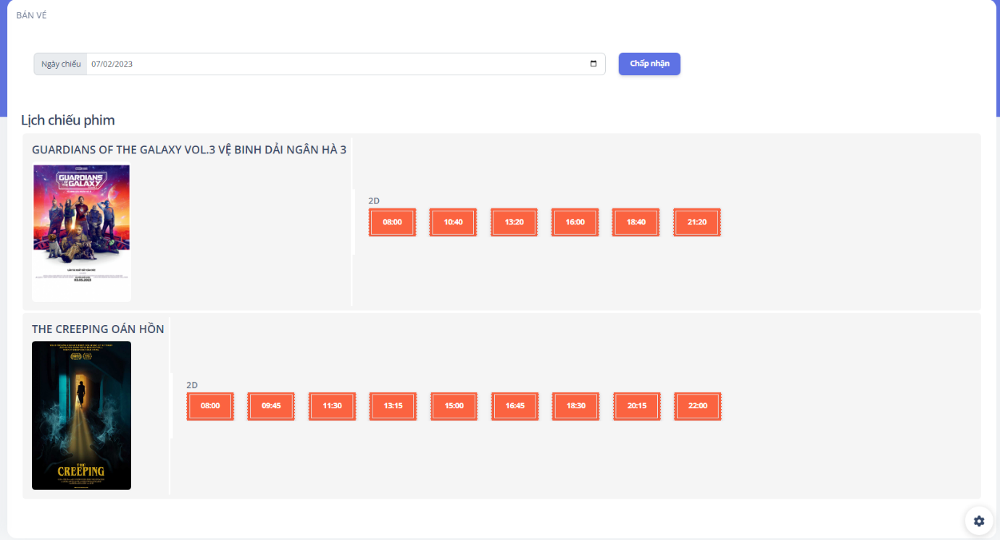 BÁN VÉ
Ngày chiếu 07/02/2023 Chấp nhận
Lịch chiếu phim
GUARDIANS OF THE GALAXY VOL.3 VỆ BINH DẢI NGÂN HÀ 3
GUARDIANS
OF THE GALAXY
03.05.2023
2D
08:00 10:40 13:20 16:00 18:40 21:20
THE CREEPING OÁN HỒN
THE
CREEPING
2D
08:00 09:45 11:30 13:15 15:00 16:45 18:30 20:15 22:00